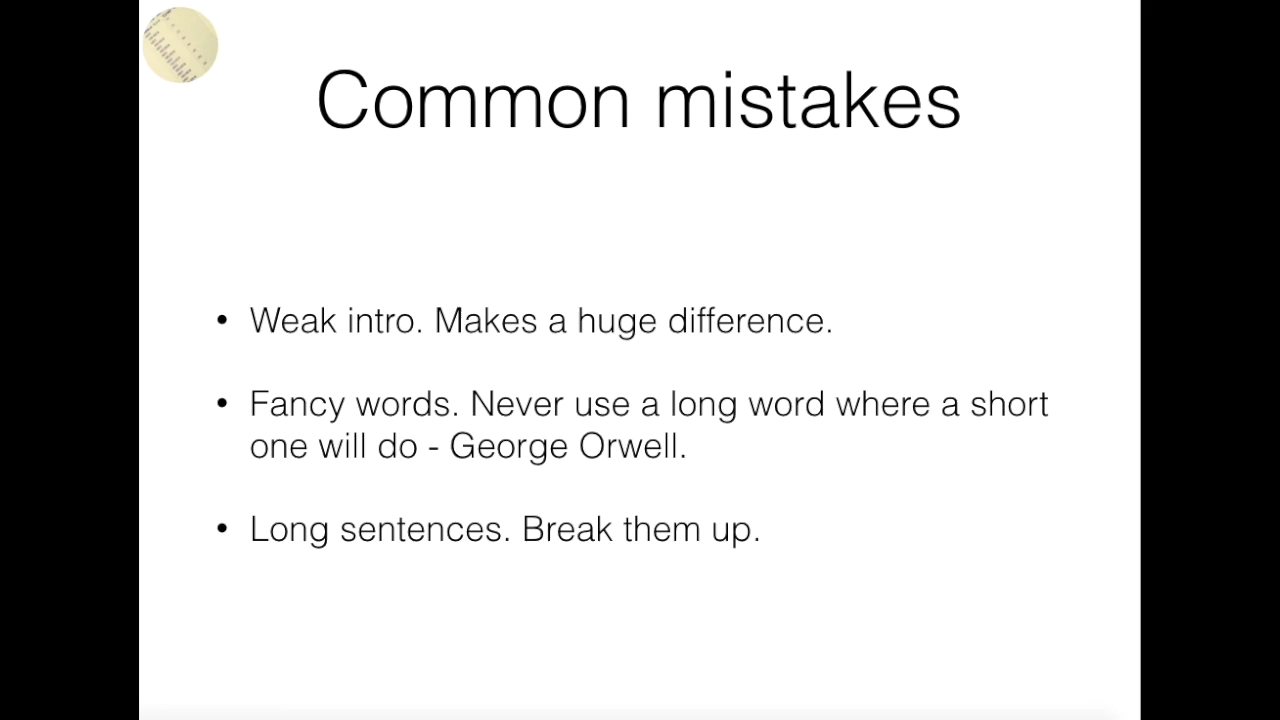 Common mistakes
• Weak intro. Makes a huge difference.
• Fancy words. Never use a long word where a short
one will do - George Orwell.
• Long sentences. Break them up.